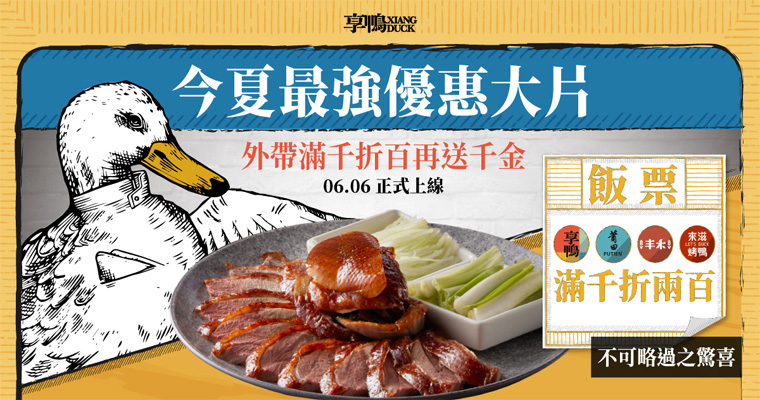 享鴨 XIANG DUCK
今夏最強優惠大片
外帶滿千折百再送千金
06.06 正式上線
飯票
享鴨
莆田
PUTIEN
丰禾
來滋
LET'S DUCK
烤鴨
滿千折兩百
不可略過之驚喜